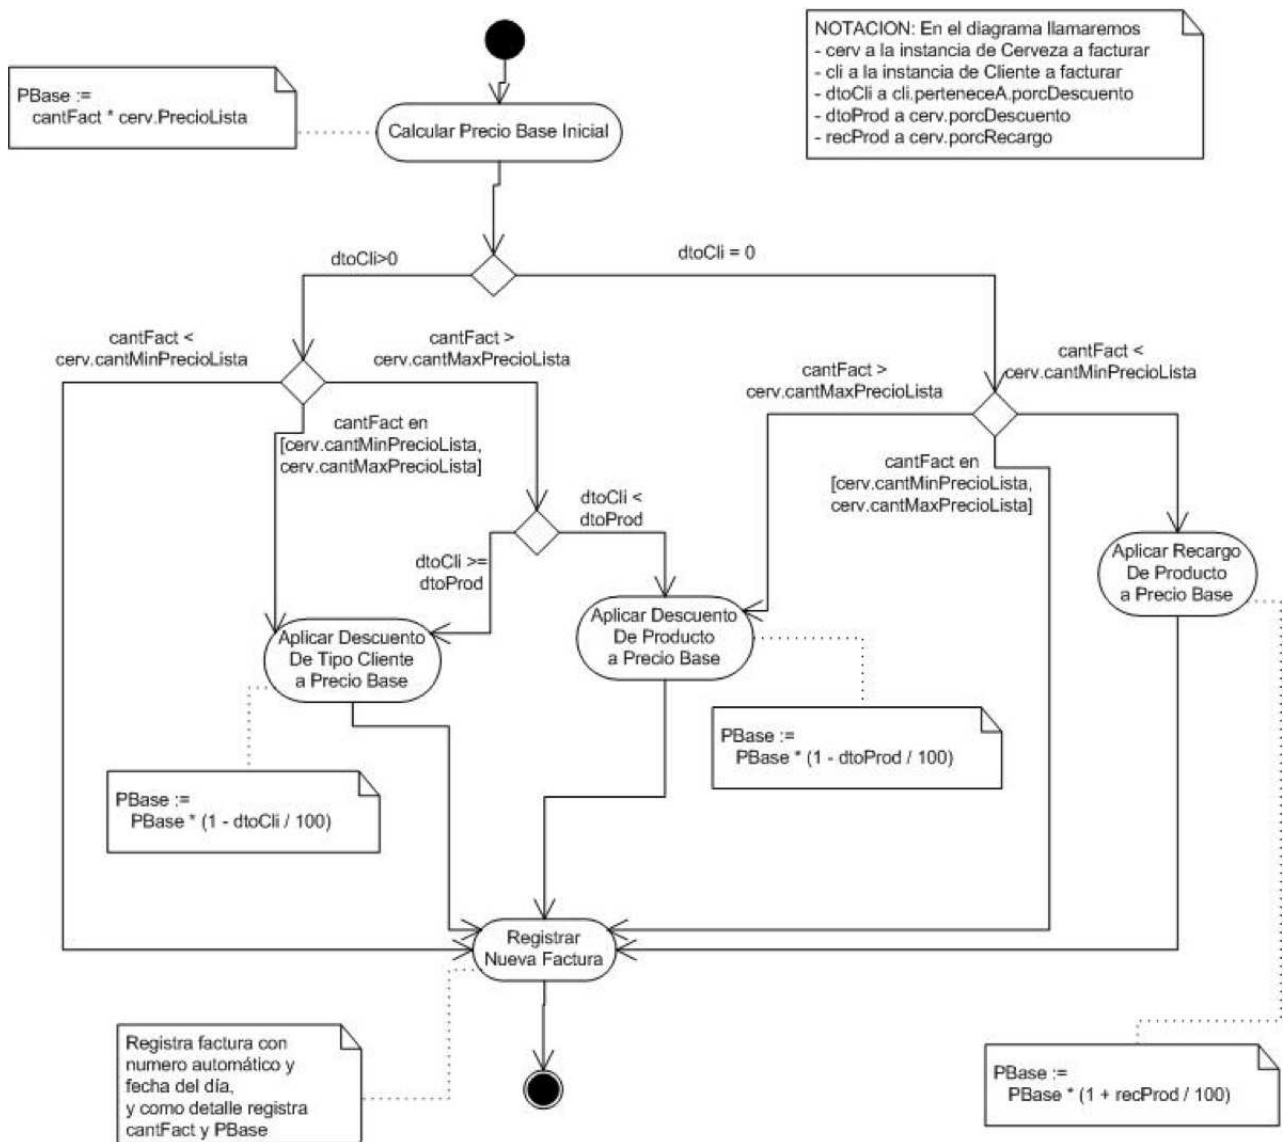 NOTACION: En el diagrama llamaremos
- cerv a la instancia de Cerveza a facturar
- cli a la instancia de Cliente a facturar
- dtoCli a cli.perteneceA.porcDescuento
- dtoProd a cerv.porcDescuento
- recProd a cerv.porcRecargo
PBase :=
cantFact * cerv.PrecioLista
Calcular Precio Base Inicial
dtoCli>0
dtoCli = 0
cantFact <
cerv.cantMinPrecioLista
cantFact >
cerv.cantMaxPrecioLista
cantFact >
cerv.cantMaxPrecioLista
cantFact <
cerv.cantMinPrecioLista
cantFact en
[cerv.cantMinPrecioLista,
cerv.cantMaxPrecioLista]
cantFact en
[cerv.cantMinPrecioLista,
cerv.cantMaxPrecioLista]
dtoCli <
dtoProd
dtoCli >=
dtoProd
Aplicar Recargo
De Producto
a Precio Base
Aplicar Descuento
De Tipo Cliente
a Precio Base
Aplicar Descuento
De Producto
a Precio Base
PBase :=
PBase * (1 - dtoProd / 100)
PBase :=
PBase * (1 - dtoCli / 100)
Registrar
Nueva Factura
Registra factura con
numero automático y
fecha del día,
y como detalle registra
cantFact y PBase
PBase :=
PBase * (1 + recProd / 100)